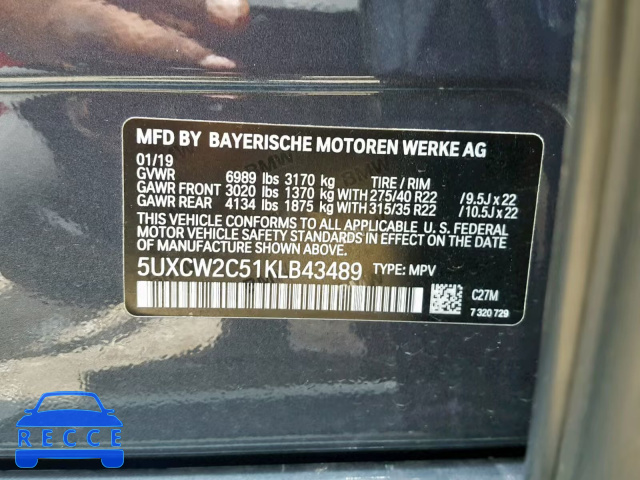 MFD BY BAYERISCHE MOTOREN WERKE AG
01/19
GVWR 6989 lbs 3170 kg TIRE / RIM
GAWR FRONT 3020 lbs 1370 kg WITH 275/40 R22 /9.5J x 22
GAWR REAR 4134 lbs 1875 kg WITH 315/35 R22 /10.5J x 22
THIS VEHICLE CONFORMS TO ALL APPLICABLE U. S. FEDERAL
MOTOR VEHICLE SAFETY STANDARDS IN EFFECT ON THE
DATE OF MANUFACTURE SHOWN ABOVE.
5UXCW2C51KLB43489 TYPE: MPV
C27M
7 320 729